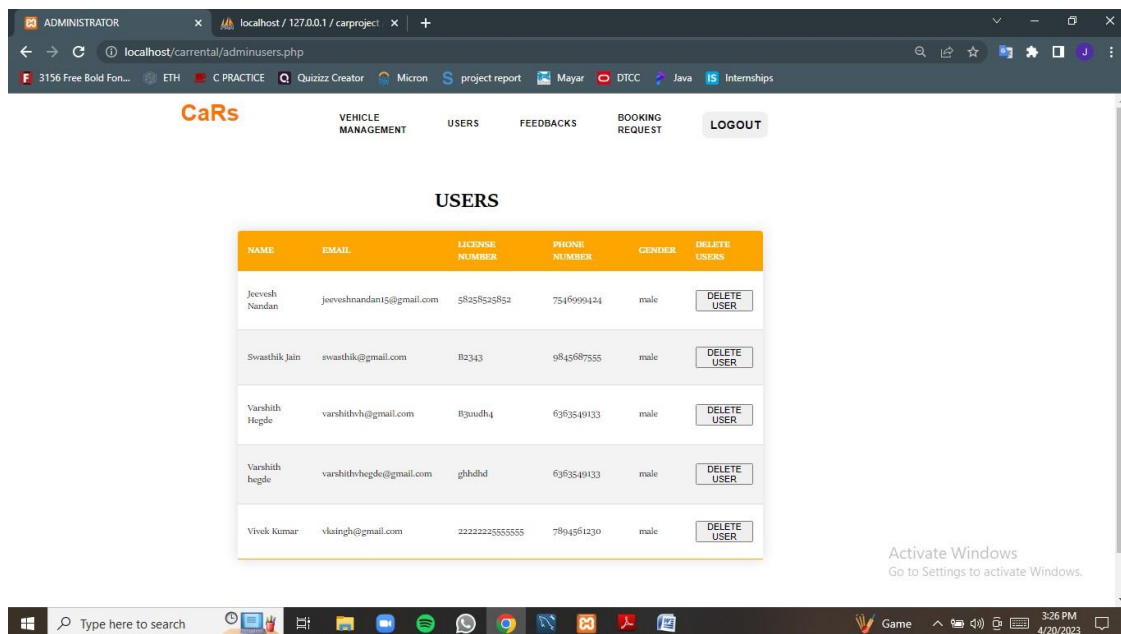 ADMINISTRATOR
localhost / 127.0.0.1 / carproject
localhost/carrental/adminusers.php
3156 Free Bold Fon...
ETH
C PRACTICE
Quizizz Creator
Micron
project report
Mayar
DTCC
Java
Internships
CaRs
VEHICLE
MANAGEMENT
USERS
FEEDBACKS
BOOKING
REQUEST
LOGOUT
USERS
NAME EMAIL LICENSE NUMBER PHONE NUMBER GENDER DELETE USERS
Jeevesh Nandan jeeveshnandan15@gmail.com 58258525852 7546999424 male DELETE USER
Swasthik Jain swasthik@gmail.com B2343 9845687555 male DELETE USER
Varshith Hegde varshithvh@gmail.com B3uudh4 6363549133 male DELETE USER
Varshith hegde varshithvhegde@gmail.com ghhdhd 6363549133 male DELETE USER
Vivek Kumar vksingh@gmail.com 22222225555555 7894561230 male DELETE USER
Activate Windows
Go to Settings to activate Windows.
Type here to search
Game
3:26 PM
4/20/2023